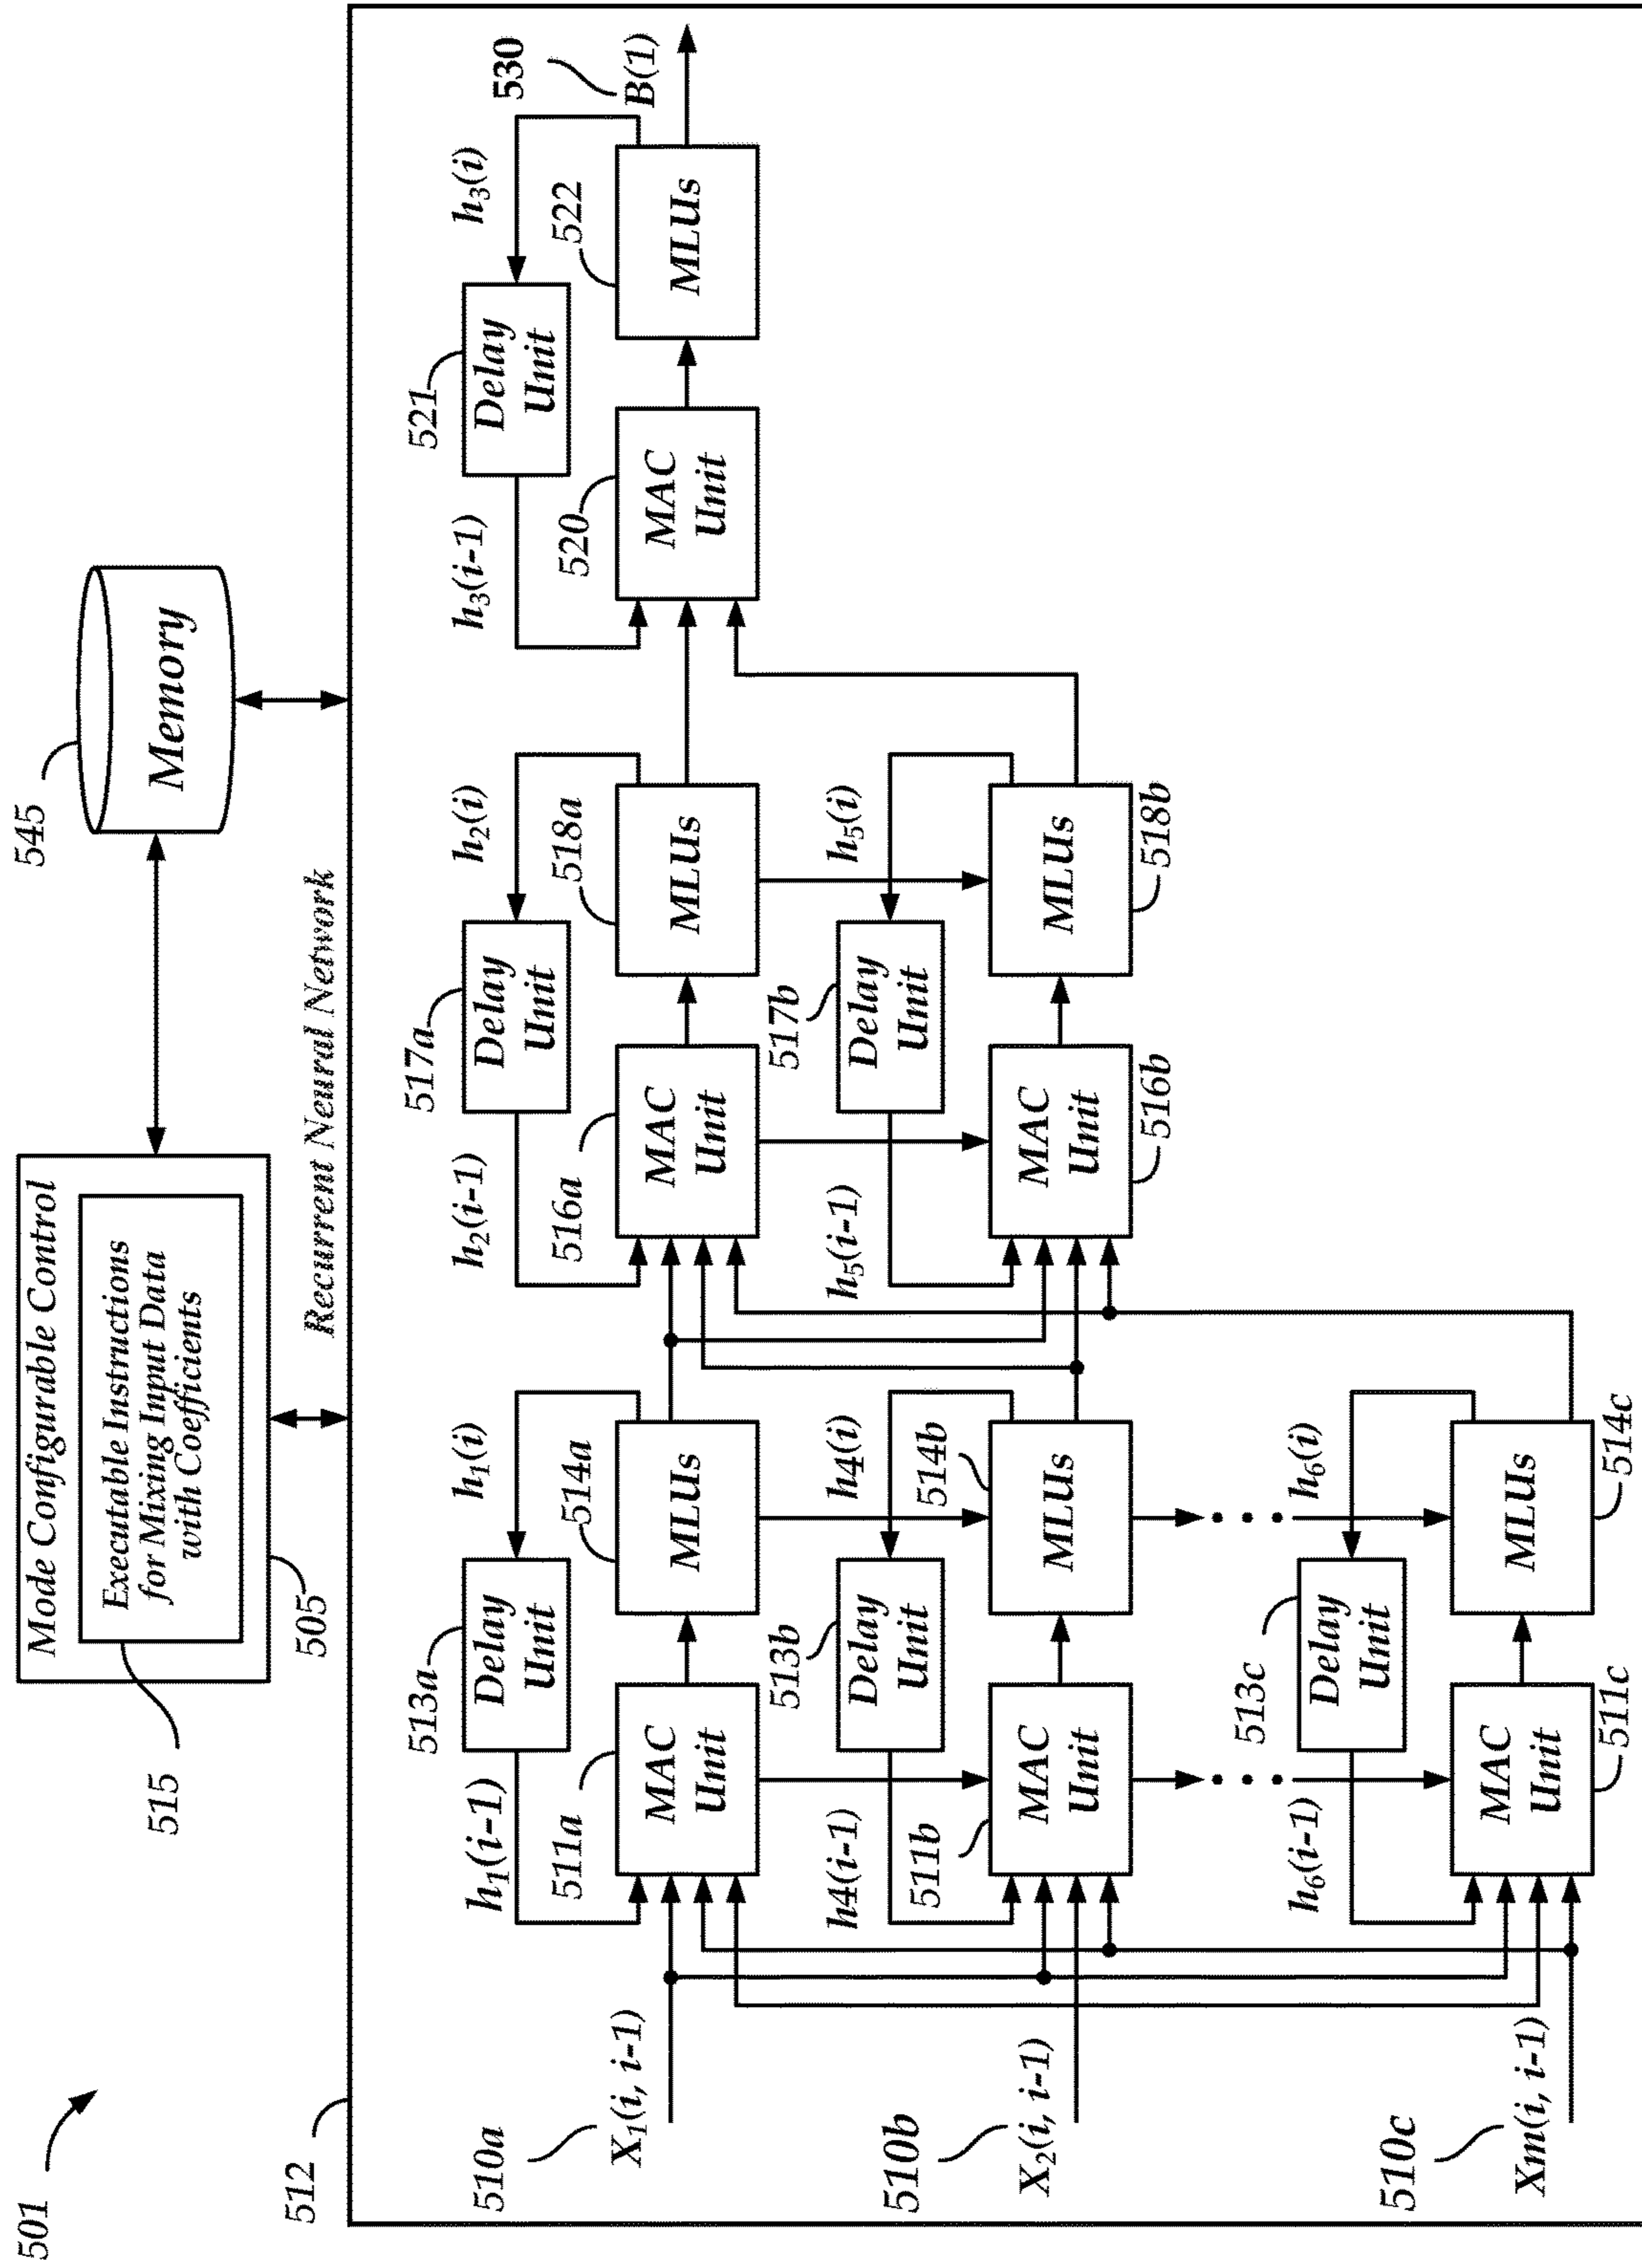 501
Mode Configurable Control
Executable Instructions
for Mixing Input Data
with Coefficients
515
505
545
Memory
Recurrent Neural Network
512
h1(i-1)
513a
Delay
Unit
h1(i)
h2(i-1)
517a
Delay
Unit
h2(i)
h3(i-1)
521
Delay
Unit
h3(i)
530
510a
X1(i, i-1)
511a
MAC
Unit
514a
MLUs
516a
MAC
Unit
518a
MLUs
520
MAC
Unit
522
MLUs
B(1)
h4(i-1)
513b
Delay
Unit
h4(i)
h5(i-1)
517b
Delay
Unit
h5(i)
510b
X2(i, i-1)
511b
MAC
Unit
514b
MLUs
MAC
Unit
516b
MLUs
518b
h6(i-1)
513c
Delay
Unit
h6(i)
510c
Xm(i, i-1)
MAC
Unit
511c
MLUs
514c